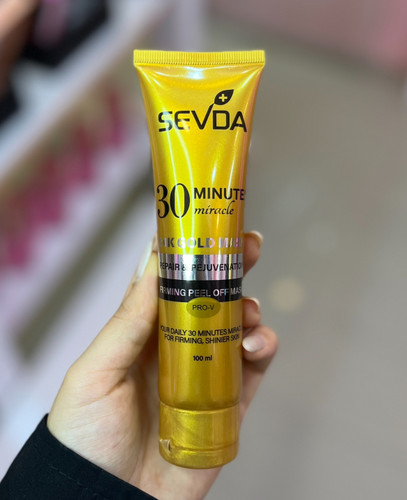 SEVDA
30 MINUTE
miracle
GOLD
REPAIR & REJUVENATION
FIRMING PEEL OFF MASK
PRO-V
YOUR DAILY 30 MINUTES MIRACLE
FOR FIRMING, SHINIER SKIN
100 ml